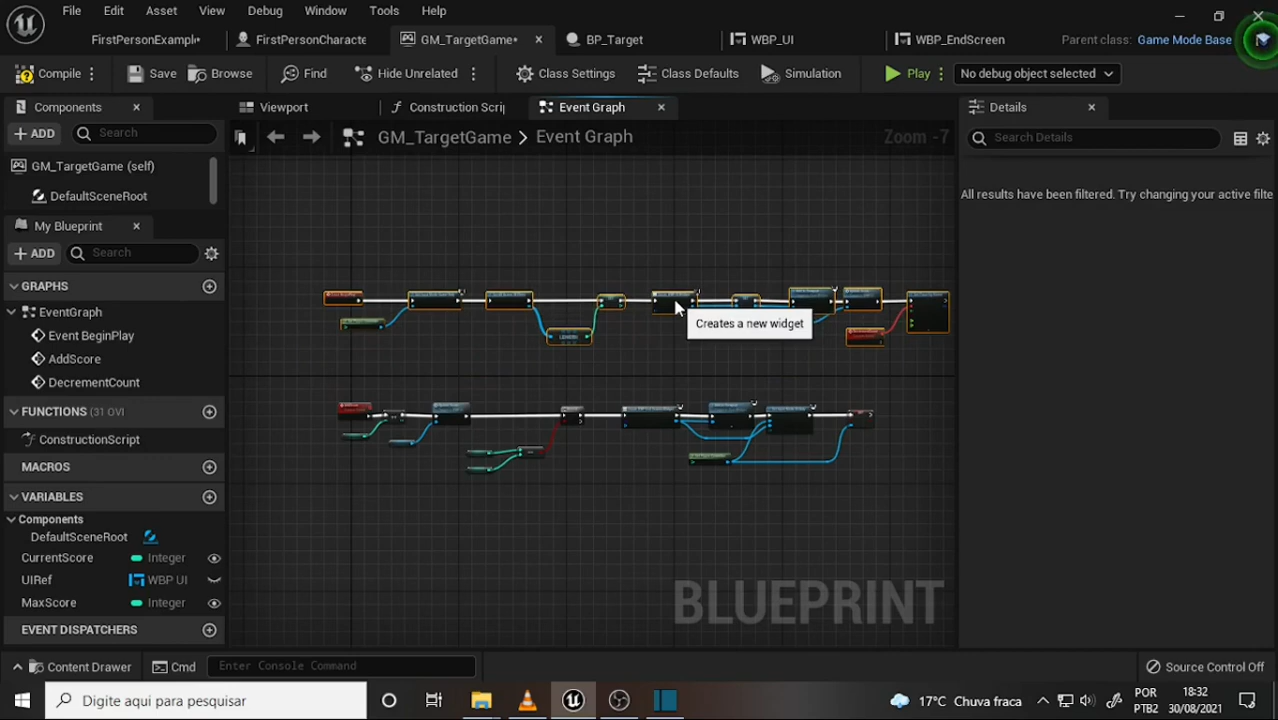 File Edit Asset View Debug Window Tools Help
FirstPersonExampl• FirstPersonCharacte GM_TargetGame• BP_Target WBP_UI WBP_EndScreen Parent class: Game Mode Base
Compile Save Browse Find Hide Unrelated Class Settings Class Defaults Simulation Play No debug object selected
Components Viewport Construction Scrip Event Graph Details
ADD Search GM_TargetGame > Event Graph Zoom -7 Search Details
GM_TargetGame (self)
DefaultSceneRoot All results have been filtered. Try changing your active filte
My Blueprint
ADD Search
GRAPHS
EventGraph
Event BeginPlay
AddScore
DecrementCount
Creates a new widget
FUNCTIONS (31 OVI
ConstructionScript
MACROS
VARIABLES
Components
DefaultSceneRoot
CurrentScore Integer
UIRef WBP UI
MaxScore Integer
BLUEPRINT
EVENT DISPATCHERS
Content Drawer Cmd Enter Console Command Source Control Off
Digite aqui para pesquisar 17°C Chuva fraca POR PTB2 18:32 30/08/2021